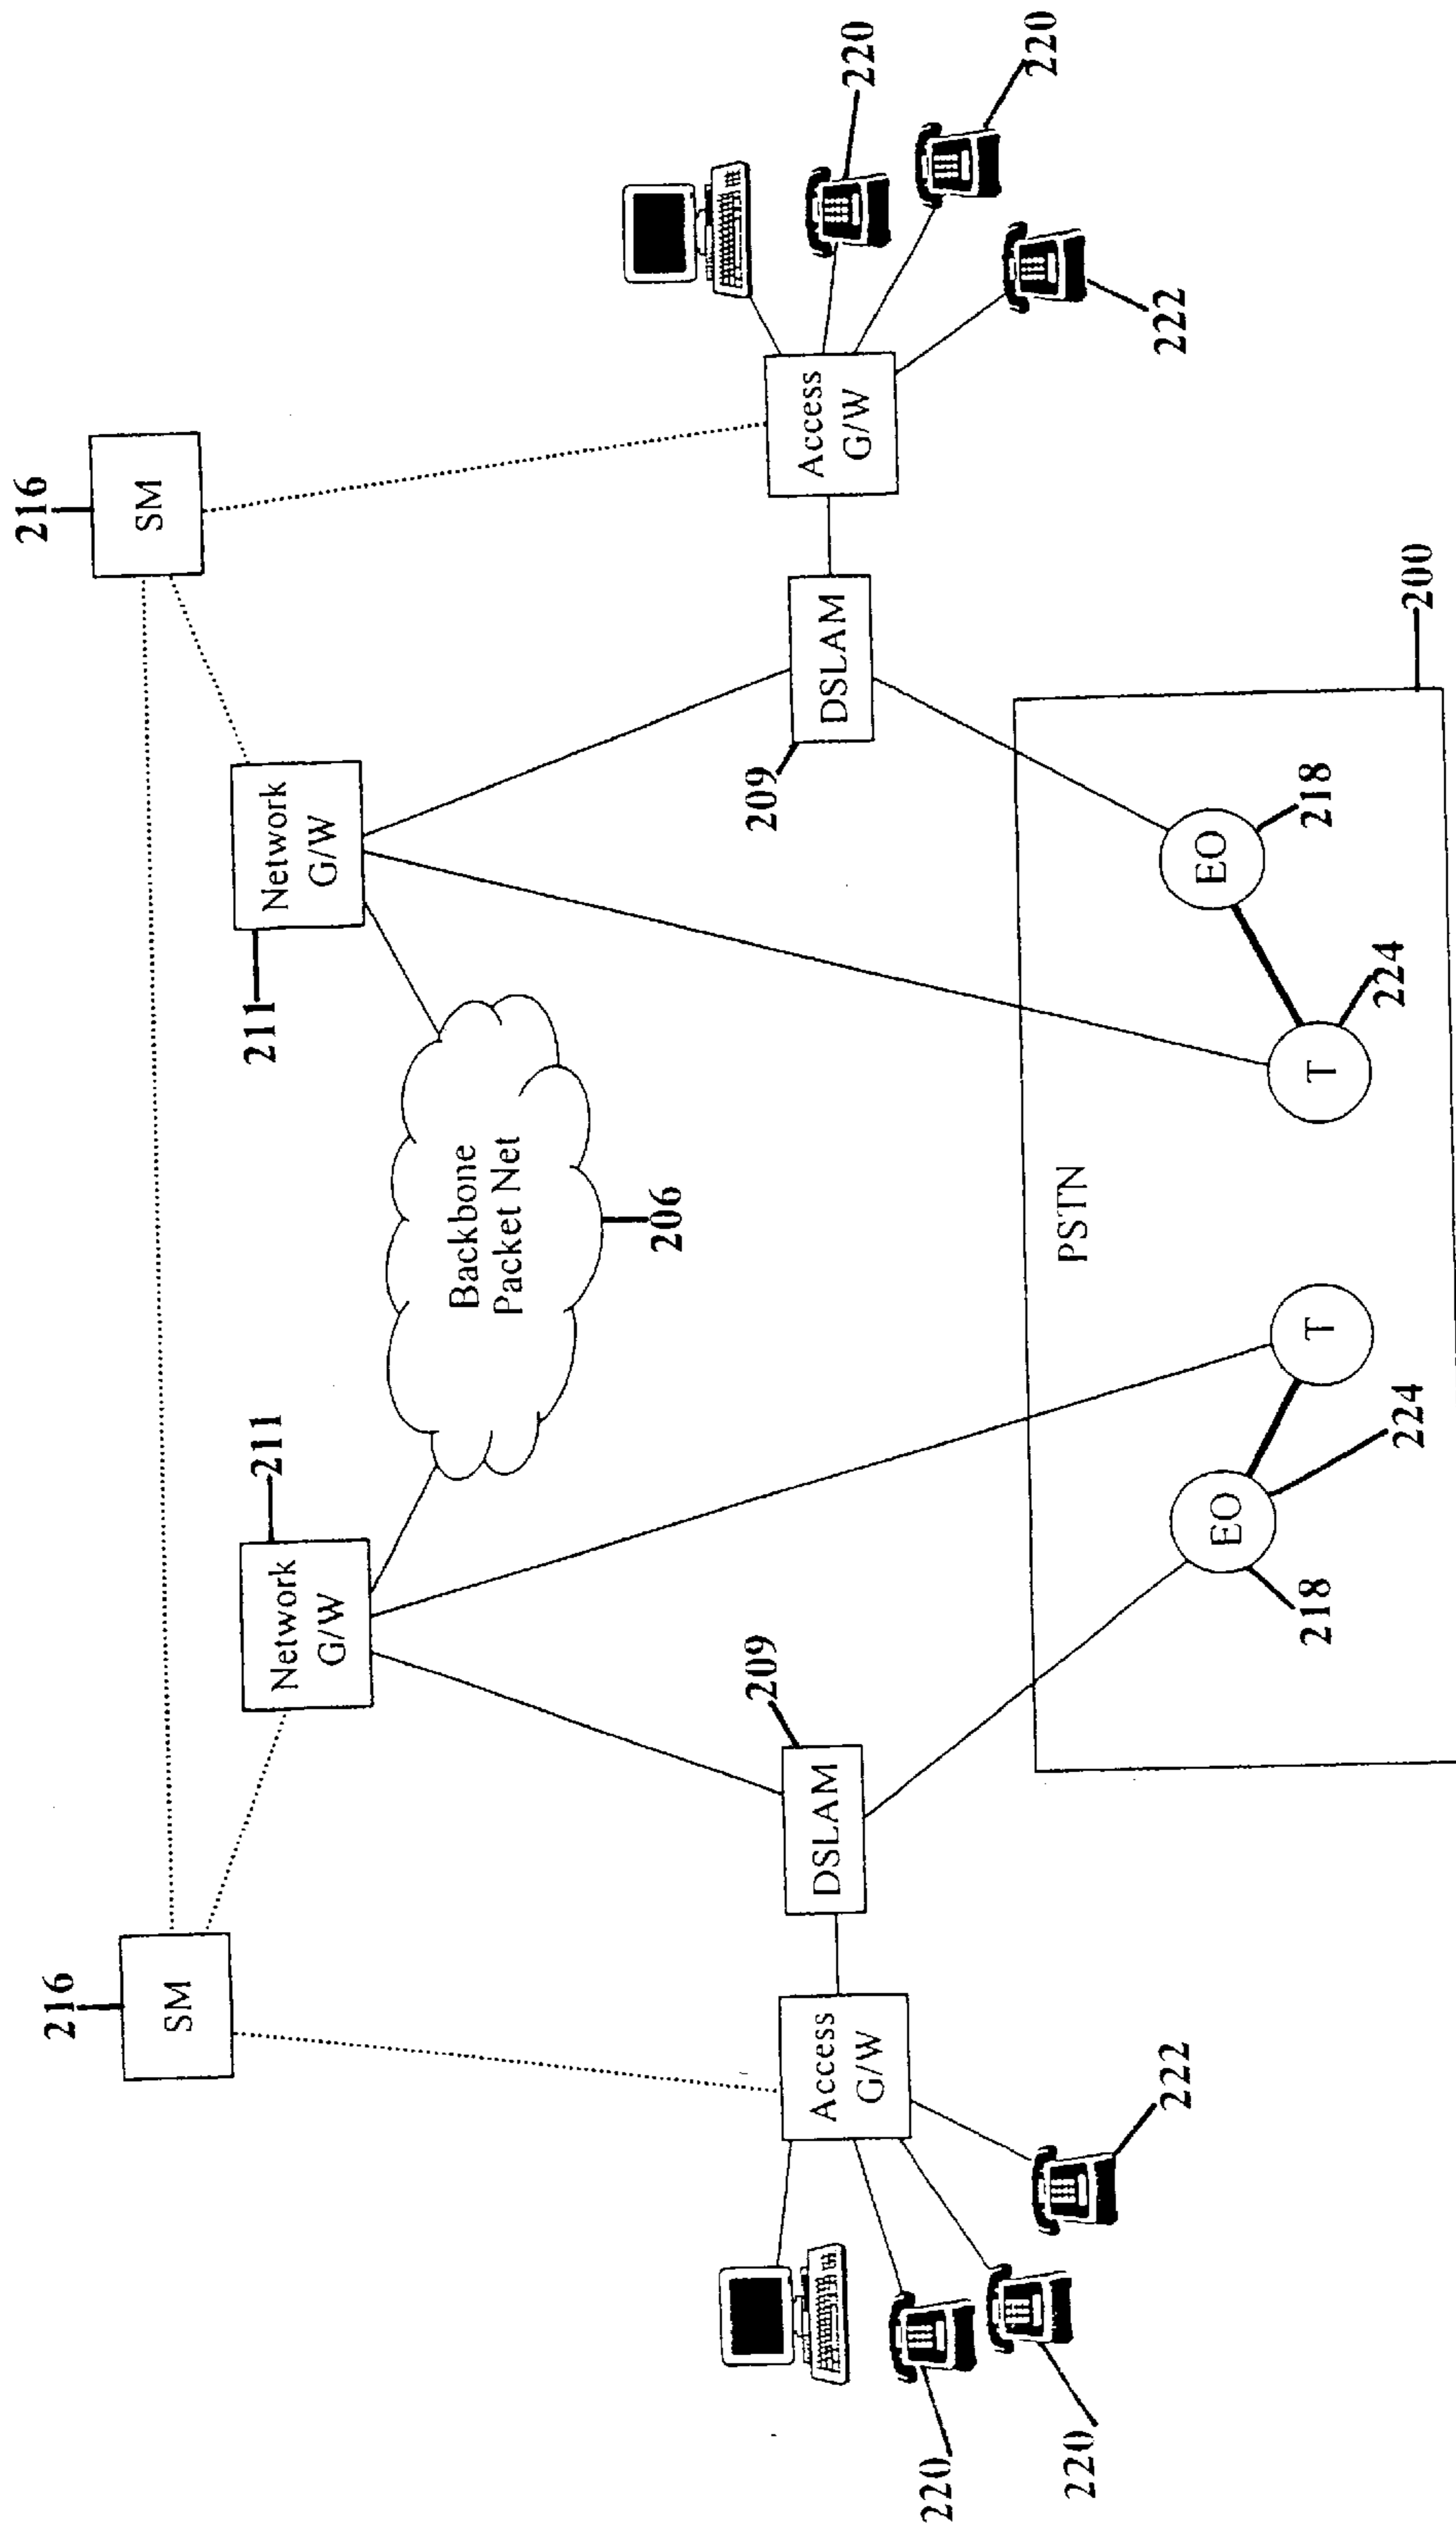 216
SM
216
SM
211
Network
G/W
211
Network
G/W
Backbone
Packet Net
206
Access
G/W
DSLAM
209
209
DSLAM
Access
G/W
220
220
222
220
220
222
PSTN
200
EO
218
224
T
T
224
EO
218